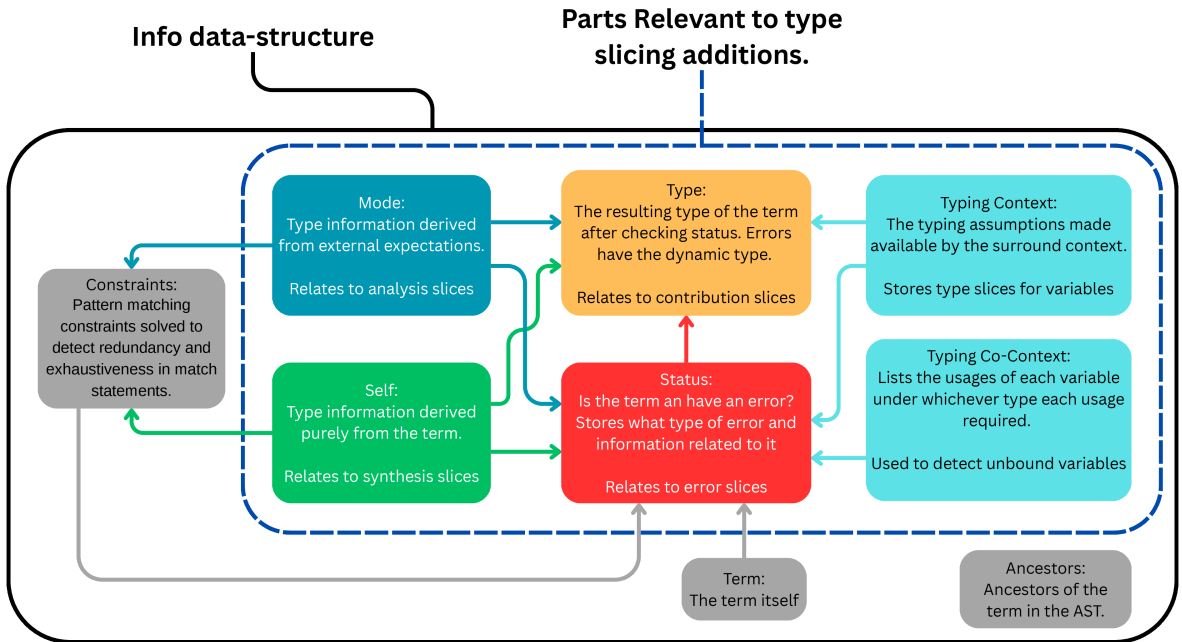 Info data-structure
Parts Relevant to type
slicing additions.
Mode:
Type information derived
from external expectations.
Relates to analysis slices
Type:
The resulting type of the term
after checking status. Errors
have the dynamic type.
Relates to contribution slices
Typing Context:
The typing assumptions made
available by the surround context.
Stores type slices for variables
Constraints:
Pattern matching
constraints solved to
detect redundancy and
exhaustiveness in match
statements.
Self:
Type information derived
purely from the term.
Relates to synthesis slices
Status:
Is the term an have an error?
Stores what type of error and
information related to it
Relates to error slices
Typing Co-Context:
Lists the usages of each variable
under whichever type each usage
required.
Used to detect unbound variables
Term:
The term itself
Ancestors:
Ancestors of the
term in the AST.